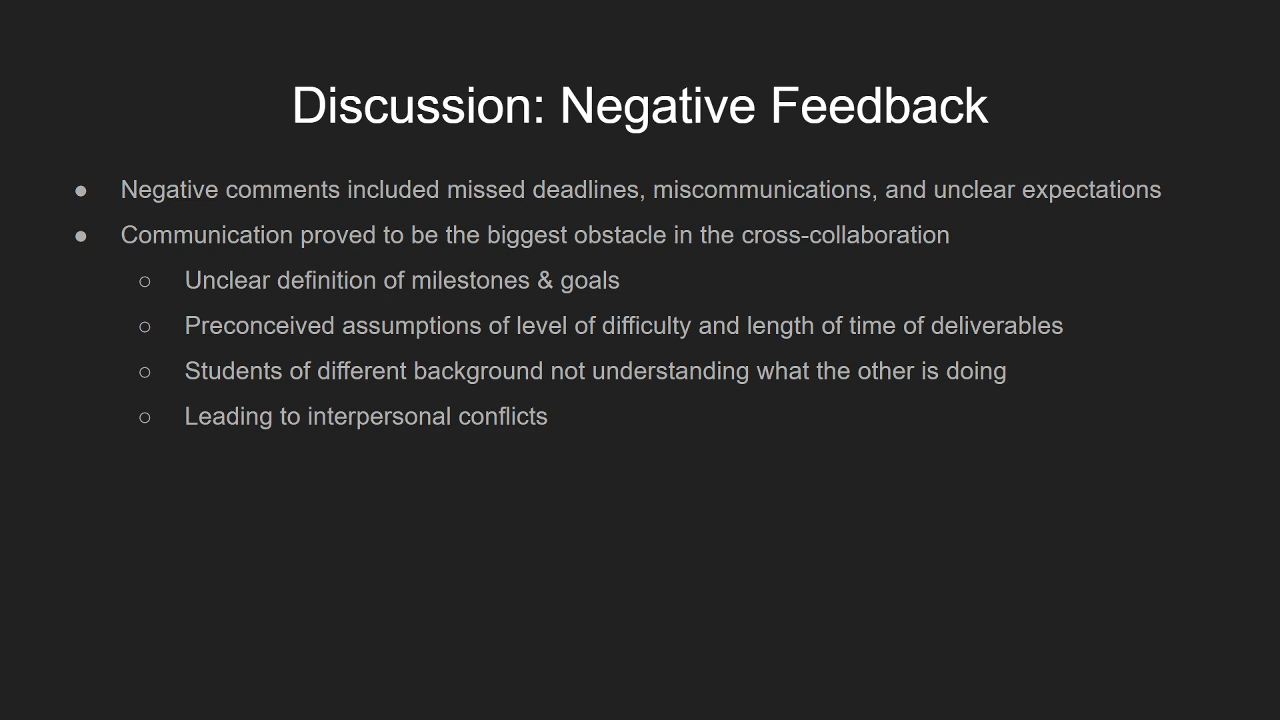 Discussion: Negative Feedback
● Negative comments included missed deadlines, miscommunications, and unclear expectations
● Communication proved to be the biggest obstacle in the cross-collaboration
○ Unclear definition of milestones & goals
○ Preconceived assumptions of level of difficulty and length of time of deliverables
○ Students of different background not understanding what the other is doing
○ Leading to interpersonal conflicts